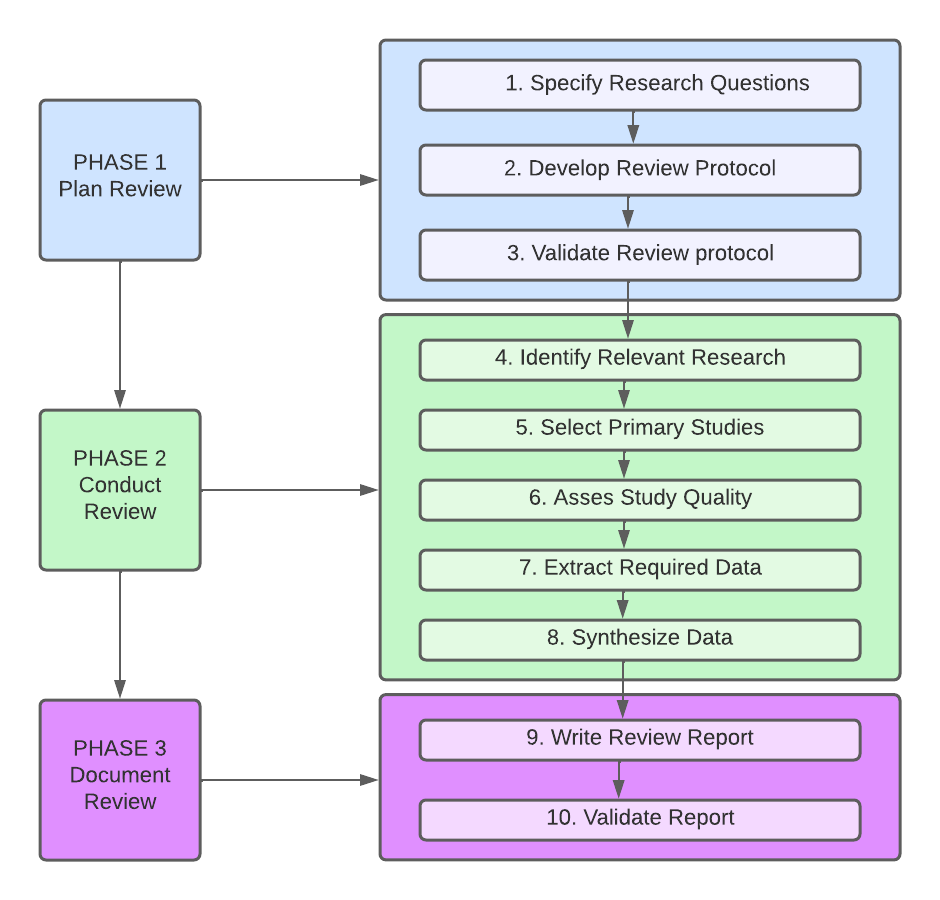 PHASE 1
Plan Review
1. Specify Research Questions
2. Develop Review Protocol
3. Validate Review protocol
PHASE 2
Conduct
Review
4. Identify Relevant Research
5. Select Primary Studies
6. Asses Study Quality
7. Extract Required Data
8. Synthesize Data
PHASE 3
Document
Review
9. Write Review Report
10. Validate Report